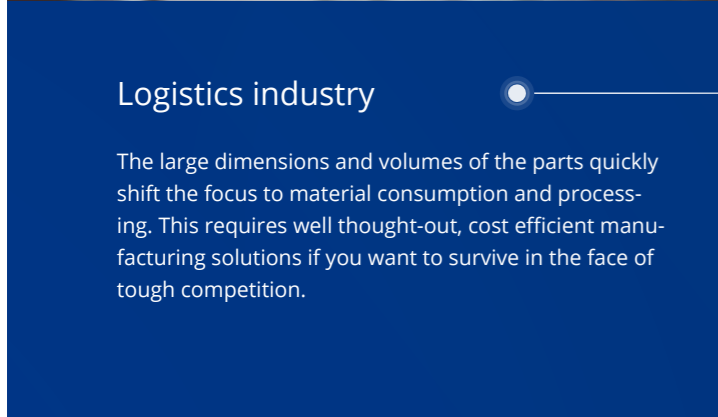 Logistics industry
The large dimensions and volumes of the parts quickly
shift the focus to material consumption and process-
ing. This requires well thought-out, cost efficient manu-
facturing solutions if you want to survive in the face of
tough competition.